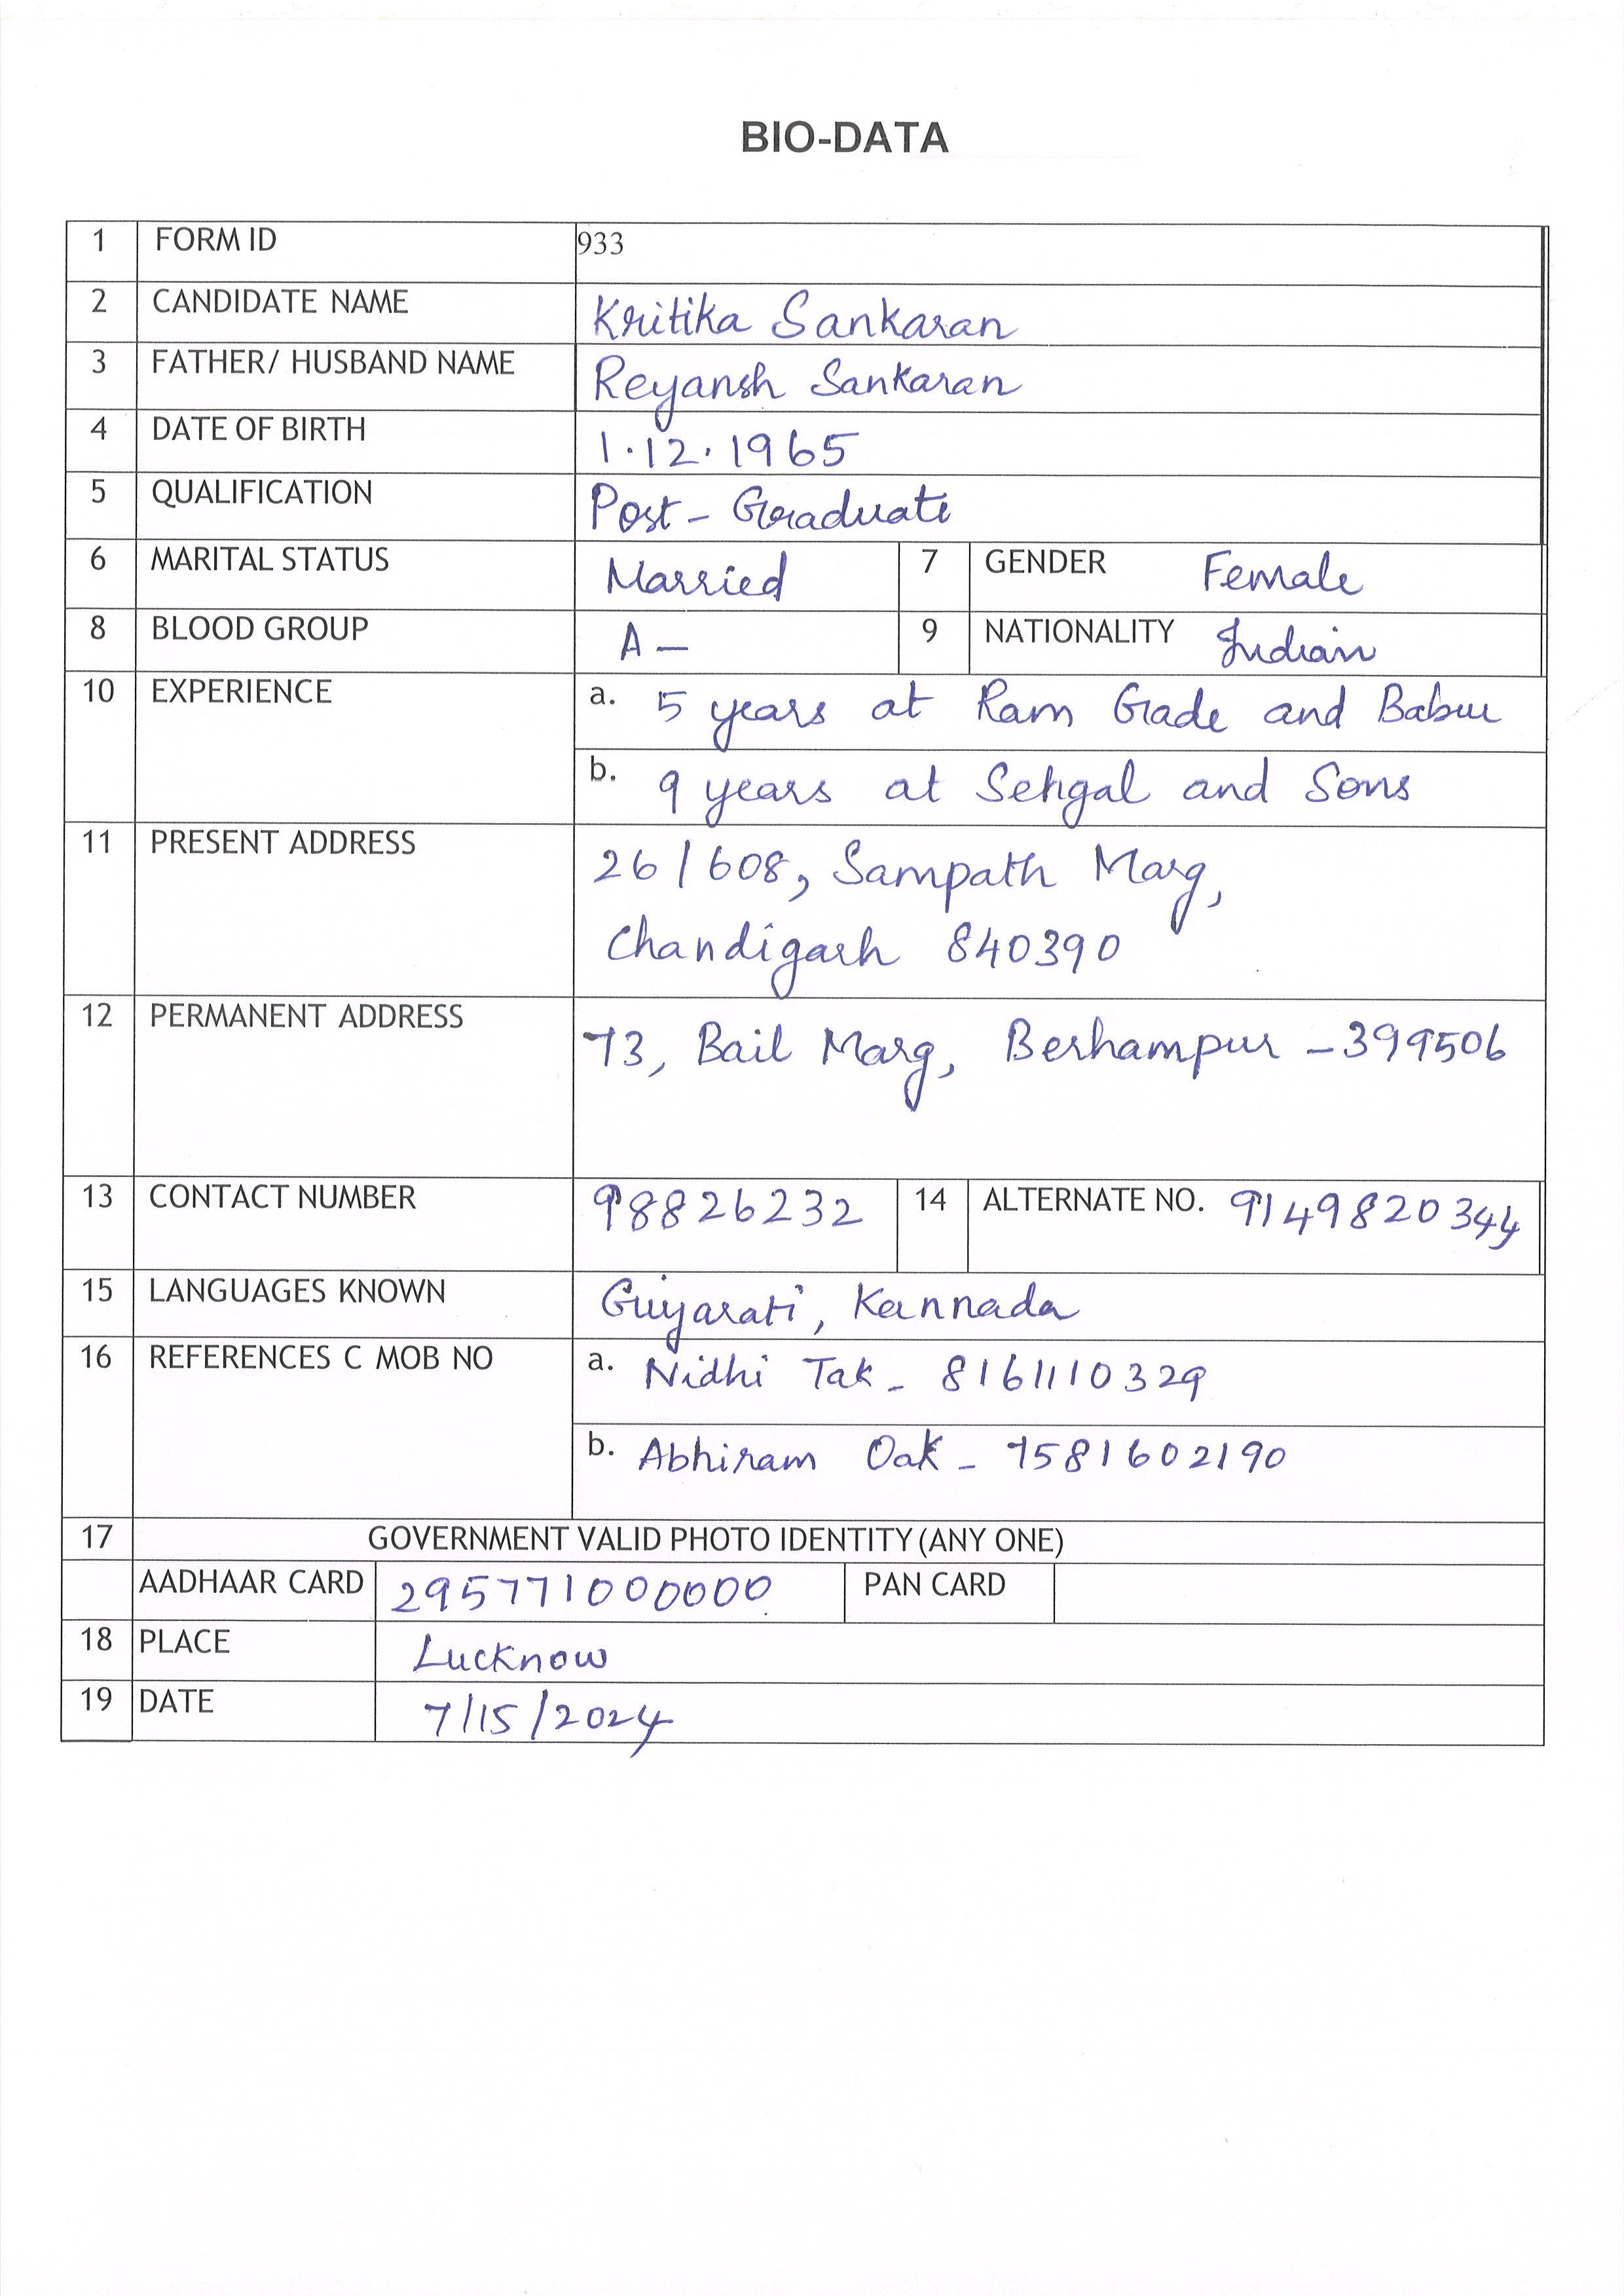 BIO-DATA
1 FORM ID 933
2 CANDIDATE NAME Kritika Sankaran
3 FATHER/ HUSBAND NAME Reyansh Sankaran
4 DATE OF BIRTH 1.12.1965
5 QUALIFICATION Post-Graduate
6 MARITAL STATUS Married 7 GENDER Female
8 BLOOD GROUP A- 9 NATIONALITY Indian
10 EXPERIENCE a. 5 years at Ram Grade and Babu
b. 9 years at Sehgal and Sons
11 PRESENT ADDRESS 26/608, Sampath Marg,
Chandigarh 840390
12 PERMANENT ADDRESS 73, Bail Marg, Berhampur -399506
13 CONTACT NUMBER 98826232 14 ALTERNATE NO. 9149820344
15 LANGUAGES KNOWN Gujarati, Kannada
16 REFERENCES C MOB NO a. Nidhi Tak - 8161110329
b. Abhiram Oak - 7581602190
17 GOVERNMENT VALID PHOTO IDENTITY (ANY ONE)
AADHAAR CARD 295771000000 PAN CARD
18 PLACE Lucknow
19 DATE 7/15/2024